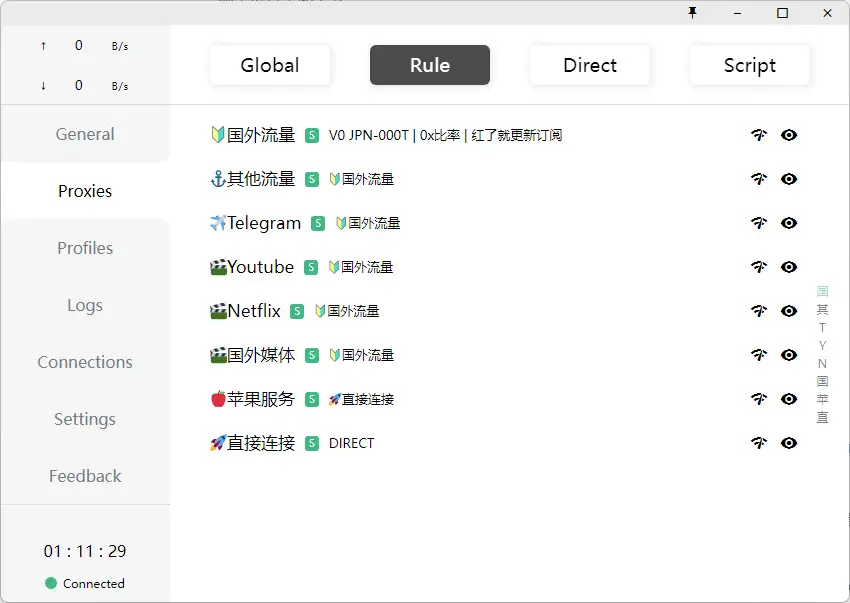 ↑ 0 B/s
↓ 0 B/s
Global Rule Direct Script
General
Proxies
Profiles
Logs
Connections
Settings
Feedback
01 : 11 : 29
Connected
🔰国外流量 S V0 JPN-000T | 0x比率 | 红了就更新订阅
⚓其他流量 S 🔰国外流量
✈️Telegram S 🔰国外流量
🎬Youtube S 🔰国外流量
🎬Netflix S 🔰国外流量
🎬国外媒体 S 🔰国外流量
🍎苹果服务 S 🚀直接连接
🚀直接连接 S DIRECT
国
其
T
Y
N
国
苹
直